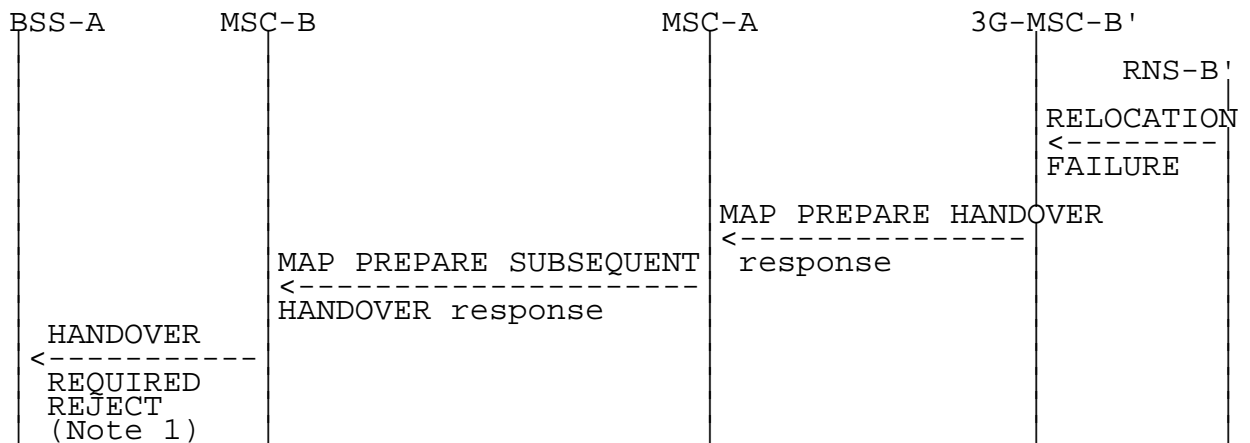 BSS-A MSC-B MSC-A 3G-MSC-B'
RNS-B'
RELOCATION
<--------
FAILURE
MAP PREPARE HANDOVER
<---------------
MAP PREPARE SUBSEQUENT response
<---------------------
HANDOVER response
HANDOVER
<-----------
REQUIRED
REJECT
(Note 1)